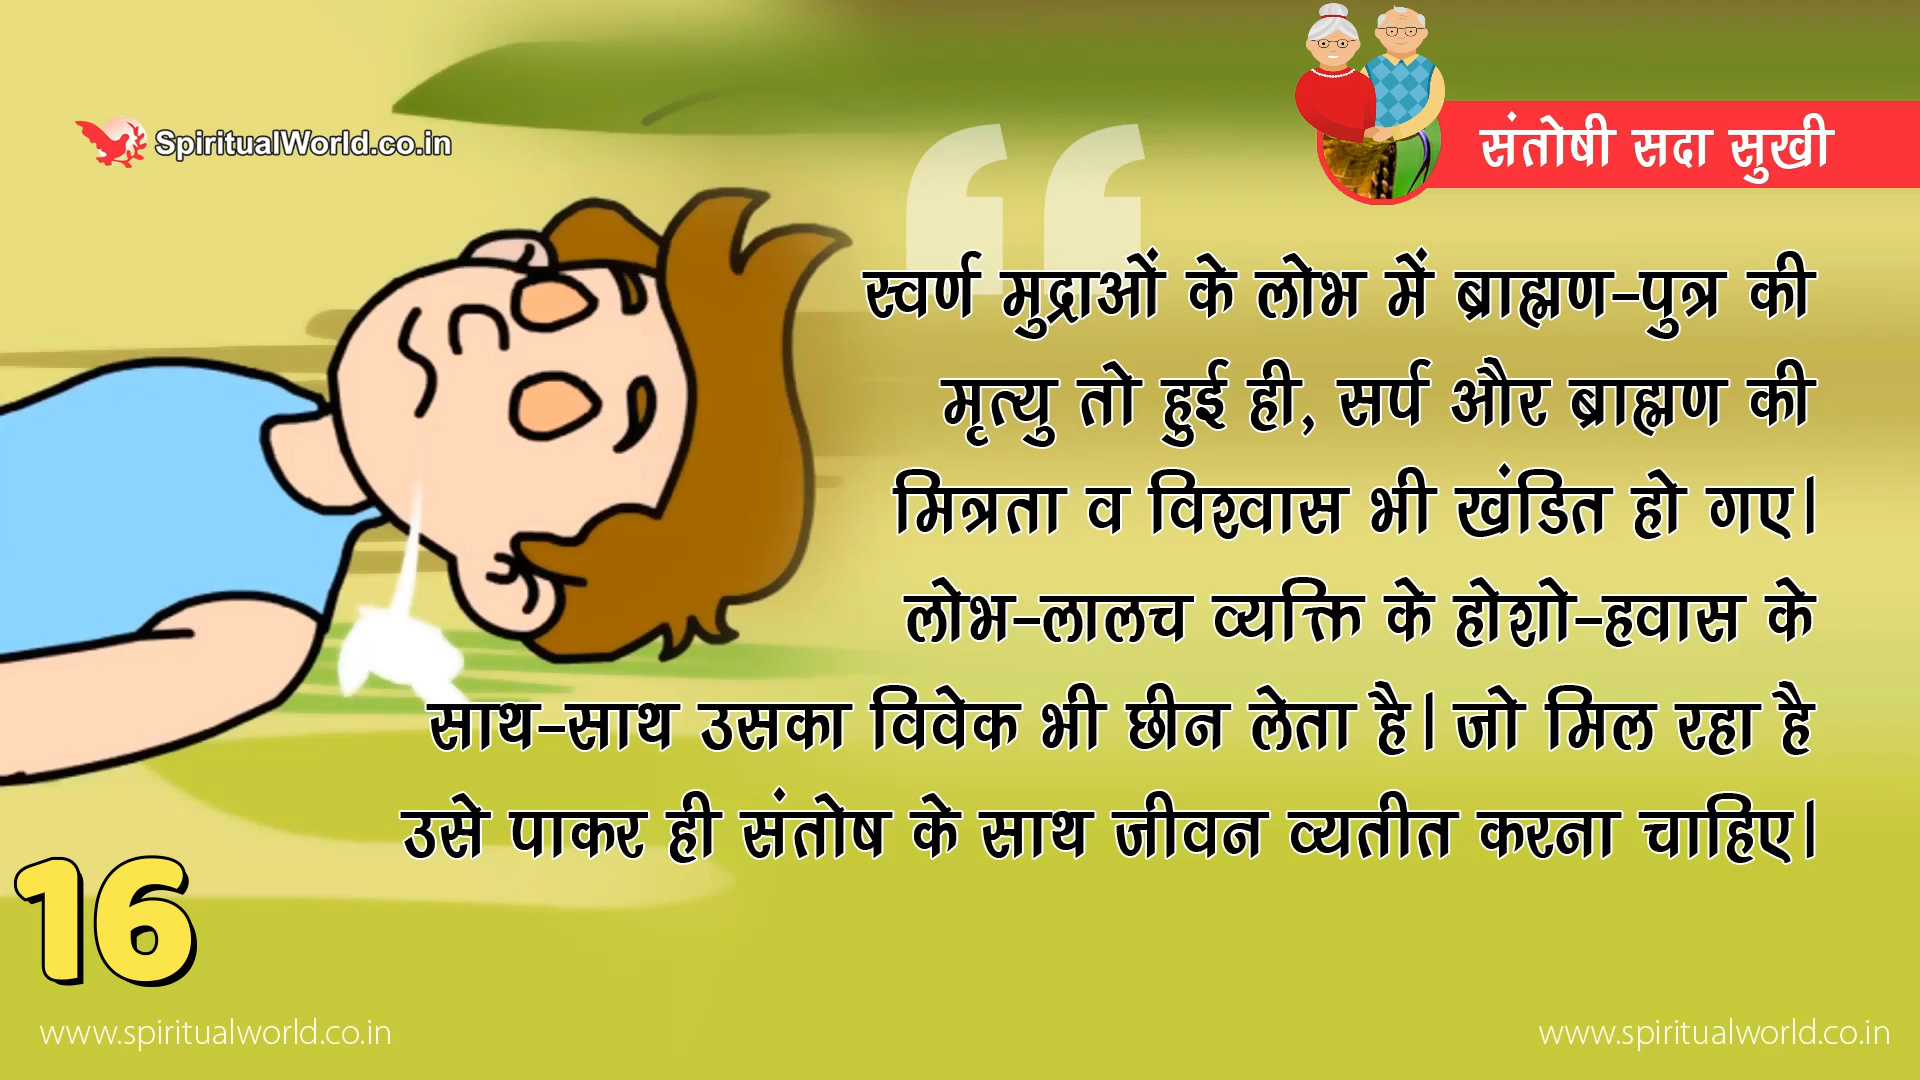 SpiritualWorld.co.in
संतोषी सदा सुखी
स्वर्ण मुद्राओं के लोभ में ब्राह्मण-पुत्र की
मृत्यु तो हुई ही, सर्प और ब्राह्मण की
मित्रता व विश्वास भी खंडित हो गए।
लोभ-लालच व्यक्ति के होशो-हवास के
साथ-साथ उसका विवेक भी छीन लेता है। जो मिल रहा है
उसे पाकर ही संतोष के साथ जीवन व्यतीत करना चाहिए।
16
www.spiritualworld.co.in
www.spiritualworld.co.in